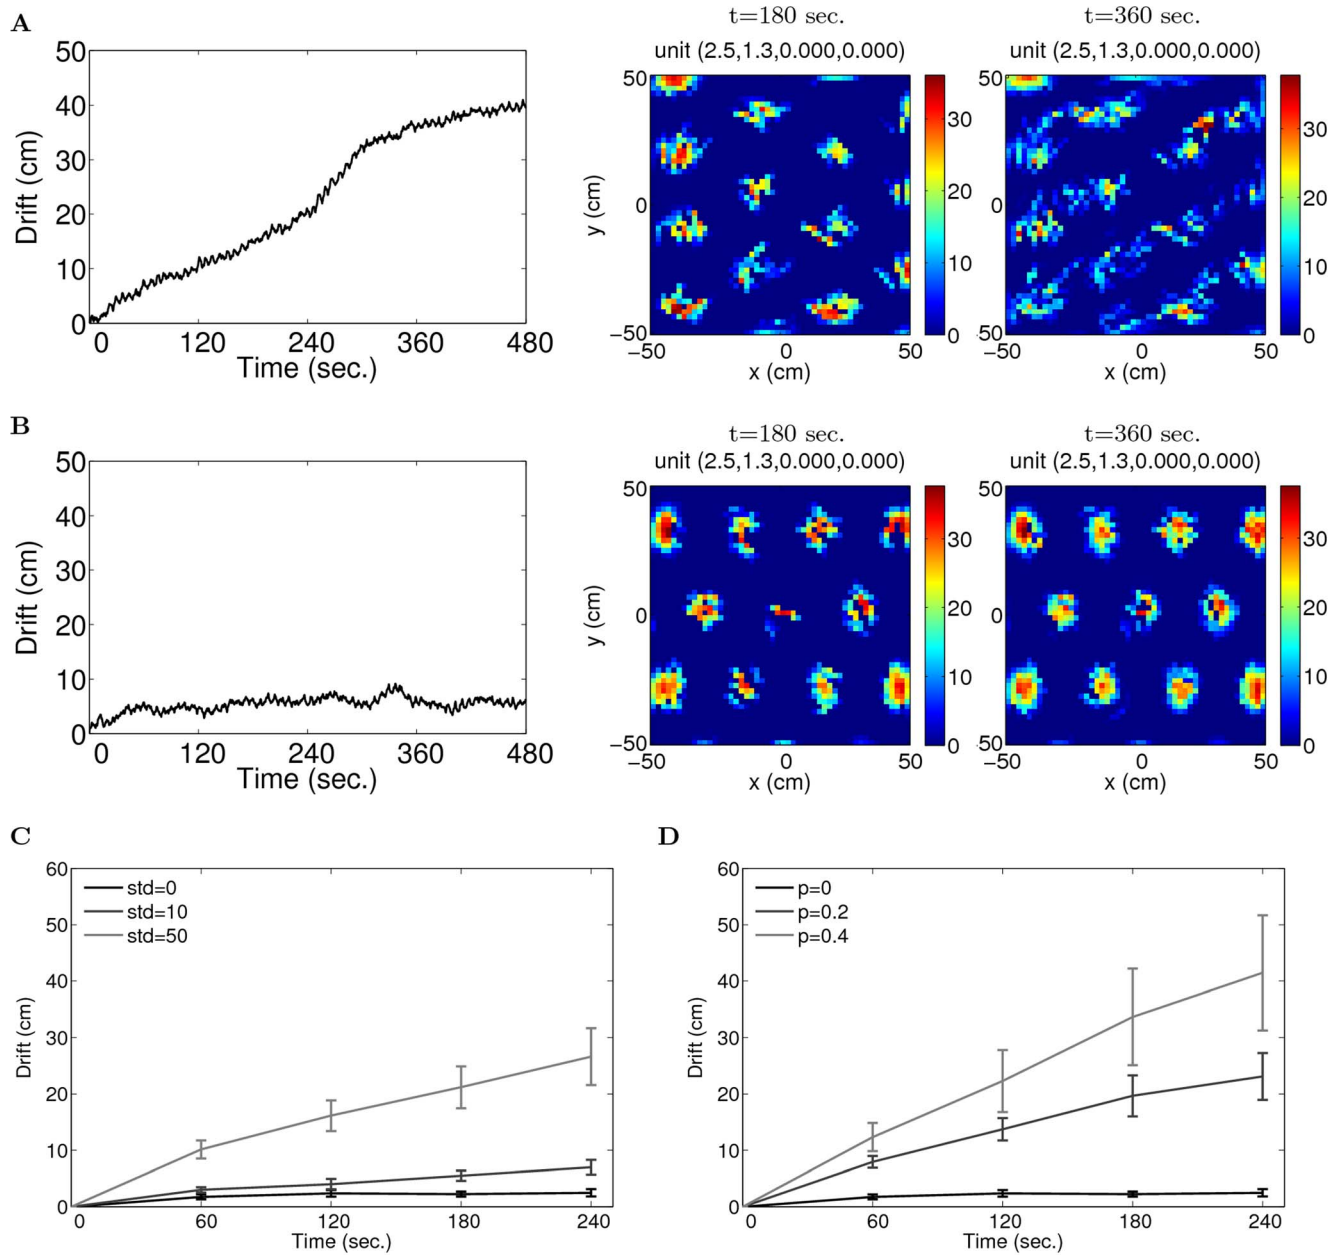 A
50
40
30
20
10
0
Drift (cm)
0 120 240 360 480
Time (sec.)
t=180 sec.
unit (2.5,1.3,0.000,0.000)
50
0
−50
y (cm)
−50 0 50
x (cm)
30
20
10
0
t=360 sec.
unit (2.5,1.3,0.000,0.000)
50
0
-50
−50 0 50
x (cm)
30
20
10
0
B
50
40
30
20
10
0
Drift (cm)
0 120 240 360 480
Time (sec.)
t=180 sec.
unit (2.5,1.3,0.000,0.000)
50
0
−50
y (cm)
−50 0 50
x (cm)
30
20
10
0
t=360 sec.
unit (2.5,1.3,0.000,0.000)
50
0
-50
−50 0 50
x (cm)
30
20
10
0
C
60
50
40
30
20
10
0
Drift (cm)
std=0
std=10
std=50
0 60 120 180 240
Time (sec.)
D
60
50
40
30
20
10
0
Drift (cm)
p=0
p=0.2
p=0.4
0 60 120 180 240
Time (sec.)